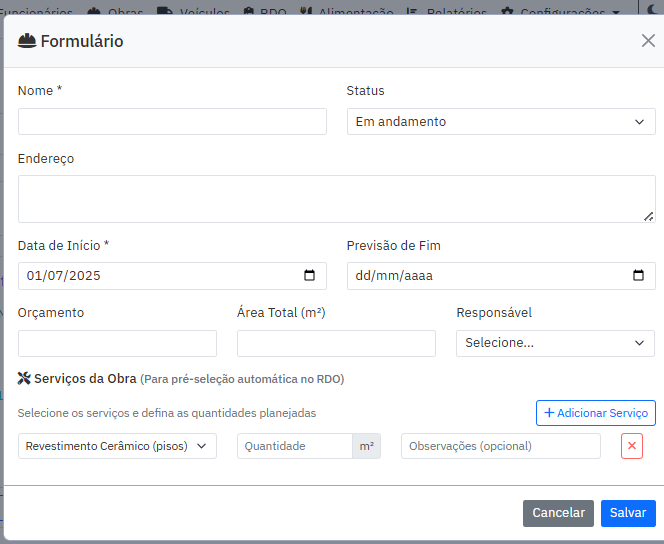 Funcionários Obras Veículos RDO Alimentação Relatórios Configurações
Formulário
Nome * Status
Em andamento
Endereço
Data de Início * Previsão de Fim
01/07/2025 dd/mm/aaaa
Orçamento Área Total (m²) Responsável
Selecione...
Serviços da Obra (Para pré-seleção automática no RDO)
Selecione os serviços e defina as quantidades planejadas + Adicionar Serviço
Revestimento Cerâmico (pisos) Quantidade m² Observações (opcional)
Cancelar Salvar